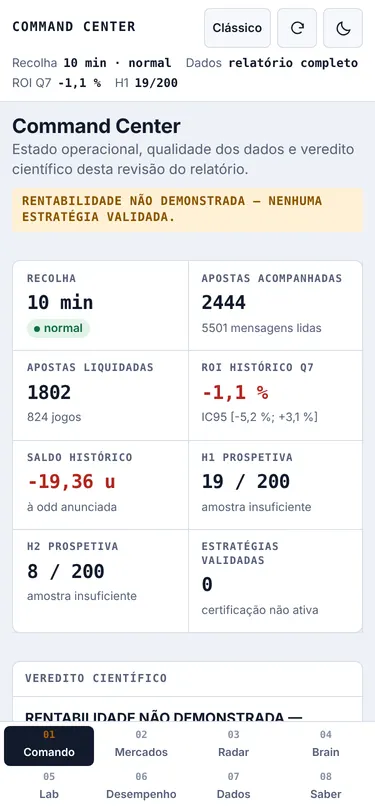 COMMAND CENTER
Clássico
Recolha 10 min · normal Dados relatório completo
ROI Q7 -1,1 % H1 19/200
Command Center
Estado operacional, qualidade dos dados e veredito
científico desta revisão do relatório.
RENTABILIDADE NÃO DEMONSTRADA — NENHUMA
ESTRATÉGIA VALIDADA.
RECOLHA
10 min
normal
APOSTAS ACOMPANHADAS
2444
5501 mensagens lidas
APOSTAS LIQUIDADAS
1802
824 jogos
ROI HISTÓRICO Q7
-1,1 %
IC95 [-5,2 %; +3,1 %]
SALDO HISTÓRICO
-19,36 u
à odd anunciada
H1 PROSPETIVA
19 / 200
amostra insuficiente
H2 PROSPETIVA
8 / 200
amostra insuficiente
ESTRATÉGIAS
VALIDADAS
0
certificação não ativa
VEREDITO CIENTÍFICO
RENTABILIDADE NÃO DEMONSTRADA —
01
Comando
02
Mercados
03
Radar
04
Brain
05
Lab
06
Desempenho
07
Dados
08
Saber